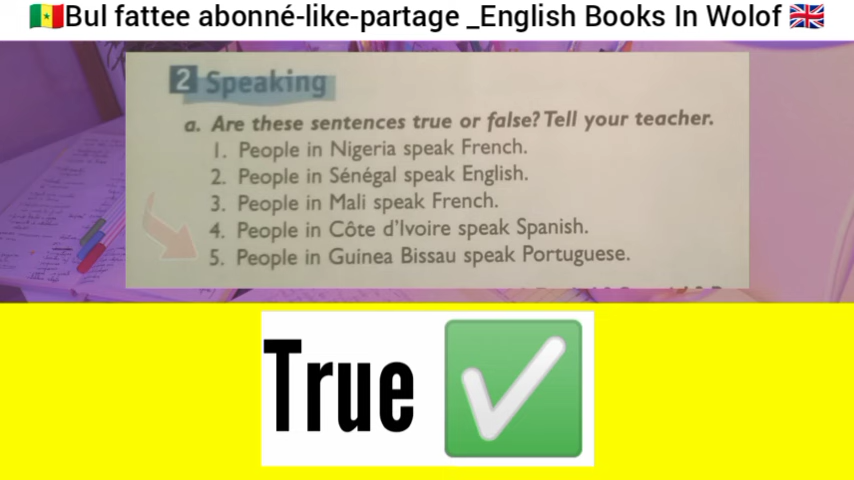 🇸🇳Bul fattee abonné-like-partage _English Books In Wolof 🇬🇧
2 Speaking
a. Are these sentences true or false? Tell your teacher.
1. People in Nigeria speak French.
2. People in Sénégal speak English.
3. People in Mali speak French.
4. People in Côte d'Ivoire speak Spanish.
5. People in Guinea Bissau speak Portuguese.
True ✅